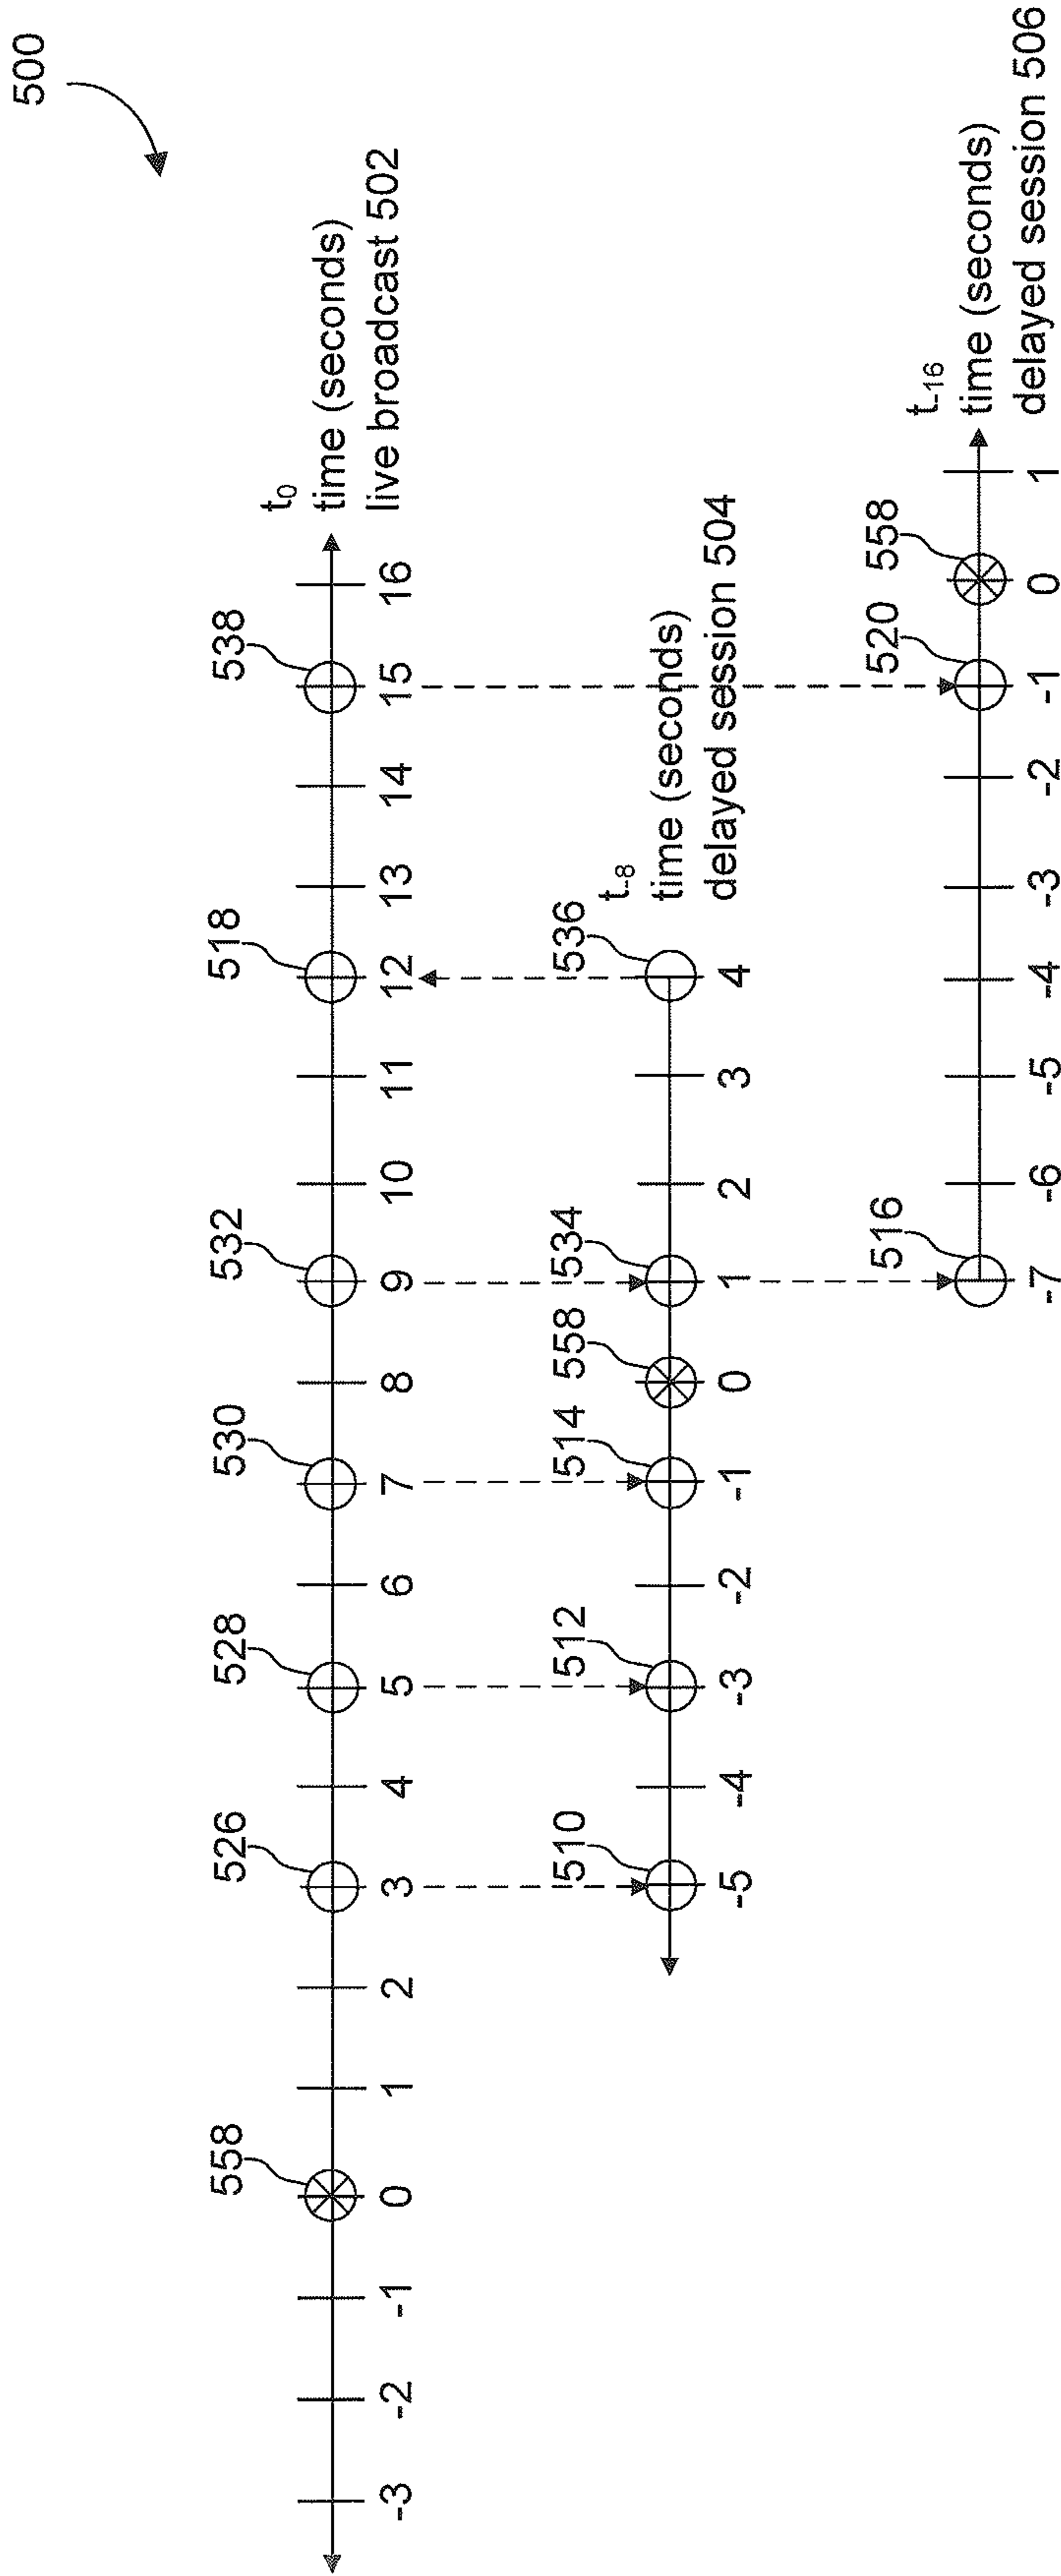 500
558 526 528 530 532 518 538
-3 -2 -1 0 1 2 3 4 5 6 7 8 9 10 11 12 13 14 15 16
t0
time (seconds)
live broadcast 502
510 512 514 558 534 536
-5 -4 -3 -2 -1 0 1 2 3 4
t-8
time (seconds)
delayed session 504
516 520 558
-7 -6 -5 -4 -3 -2 -1 0 1
t-16
time (seconds)
delayed session 506